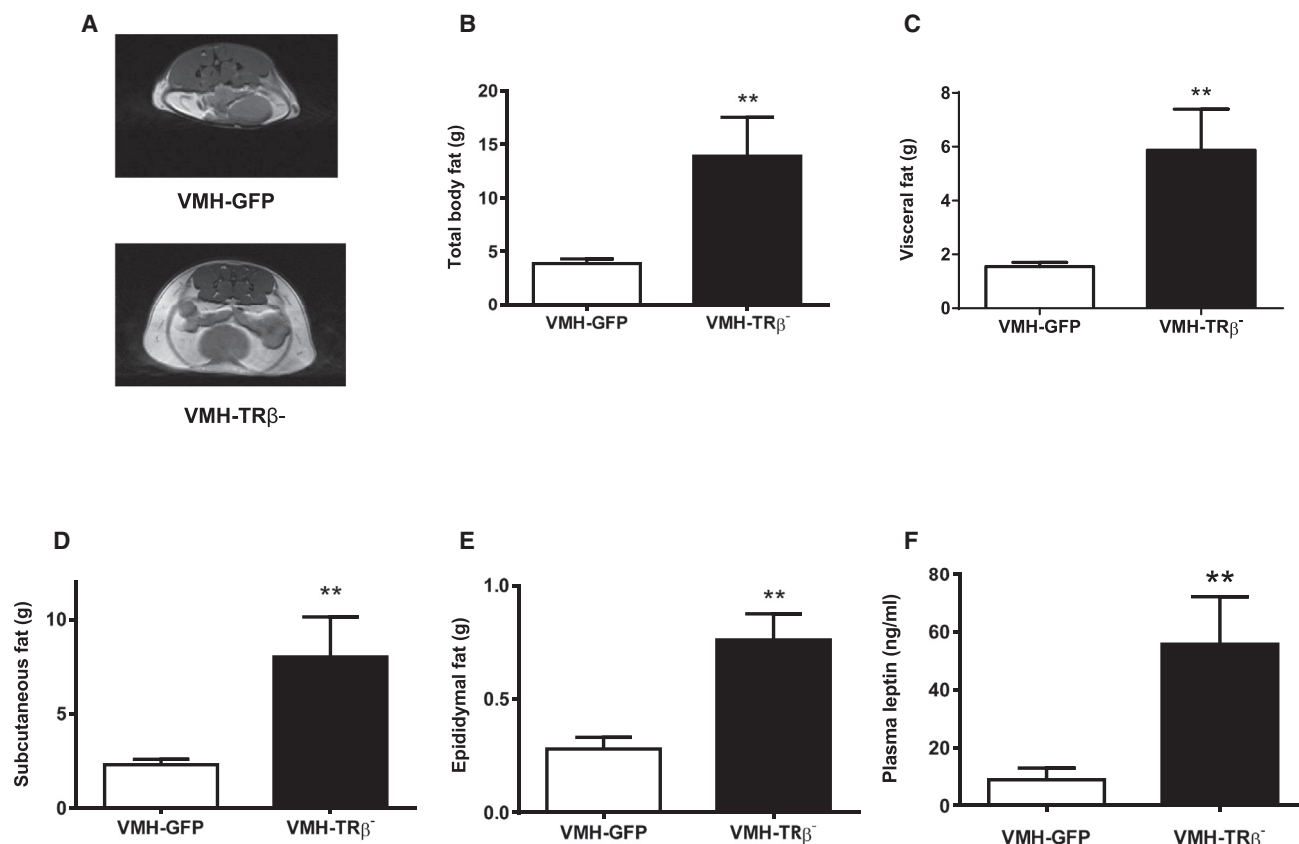 A
VMH-GFP
VMH-TRβ-
B
Total body fat (g)
20
15
10
5
0
**
VMH-GFP
VMH-TRβ⁻
C
Visceral fat (g)
8
6
4
2
0
**
VMH-GFP
VMH-TRβ⁻
D
Subcutaneous fat (g)
10
5
0
**
VMH-GFP
VMH-TRβ⁻
E
Epididymal fat (g)
1.0
0.5
0.0
**
VMH-GFP
VMH-TRβ⁻
F
Plasma leptin (ng/ml)
80
60
40
20
0
**
VMH-GFP
VMH-TRβ⁻